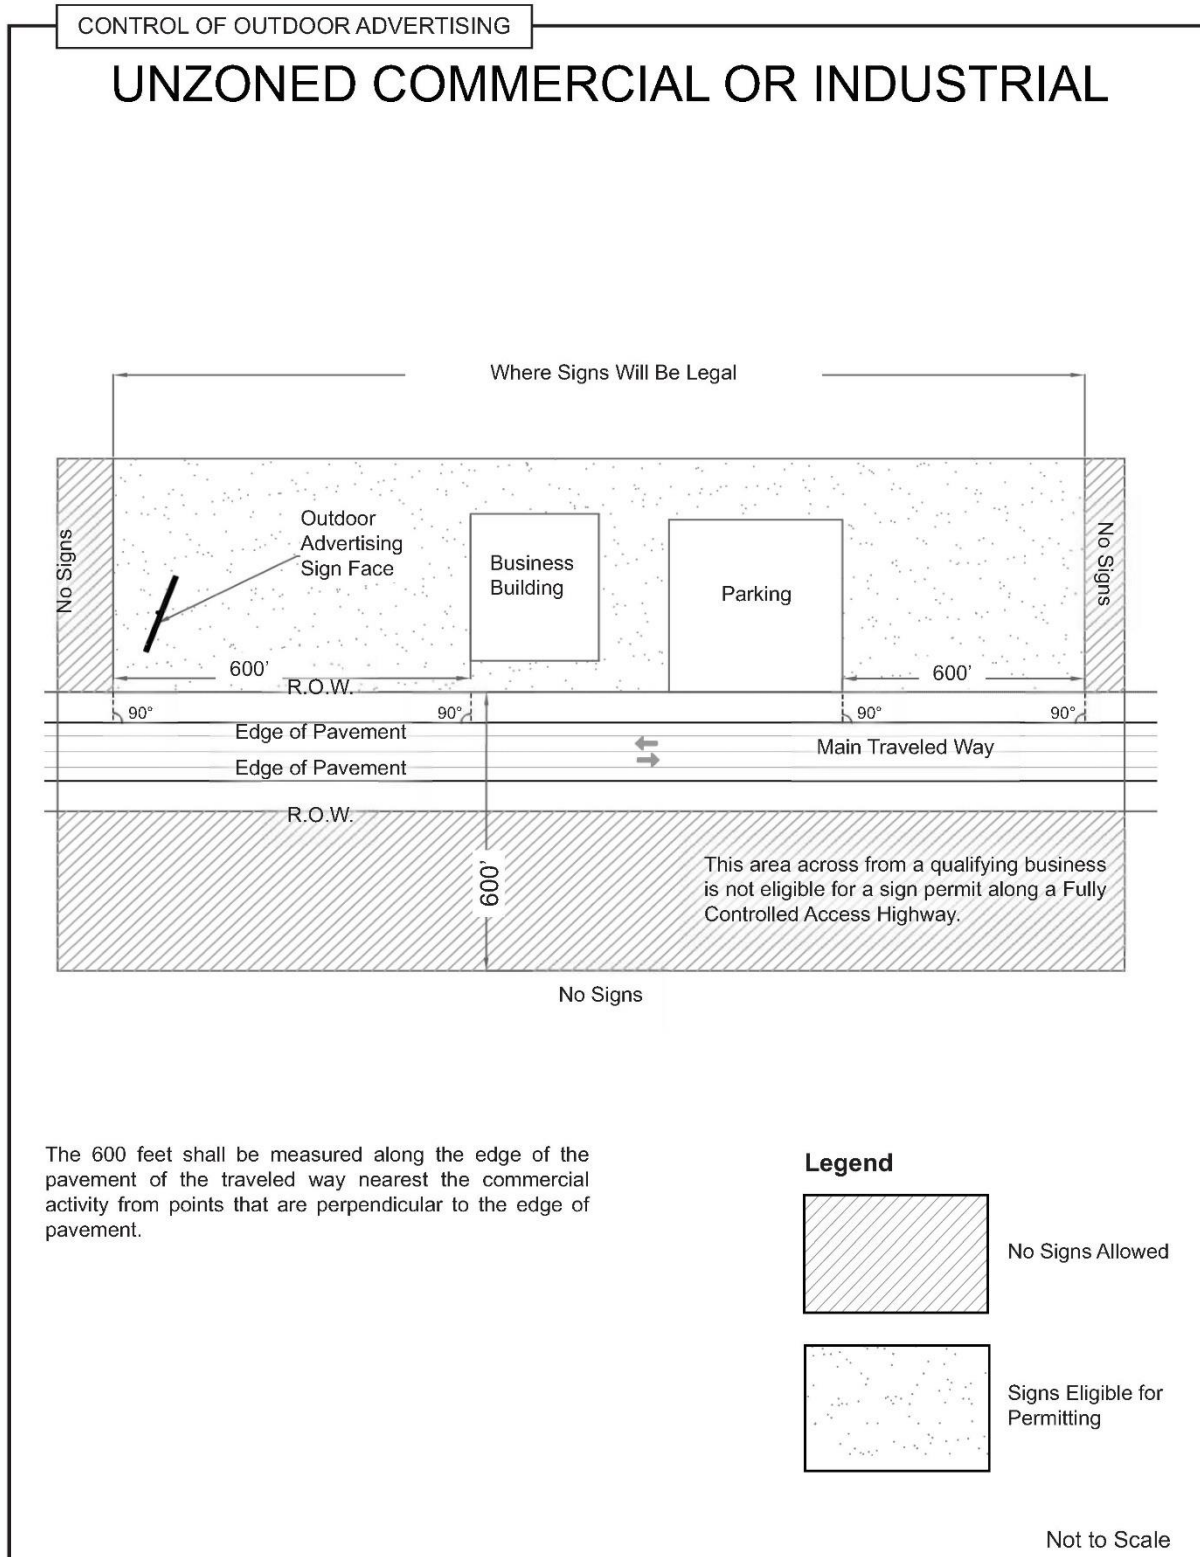 CONTROL OF OUTDOOR ADVERTISING
UNZONED COMMERCIAL OR INDUSTRIAL
Where Signs Will Be Legal
No Signs
Outdoor
Advertising
Sign Face
Business
Building
Parking
No Signs
600'
600'
R.O.W.
90°
90°
90°
90°
Edge of Pavement
Main Traveled Way
Edge of Pavement
R.O.W.
600'
This area across from a qualifying business
is not eligible for a sign permit along a Fully
Controlled Access Highway.
No Signs
The 600 feet shall be measured along the edge of the
pavement of the traveled way nearest the commercial
activity from points that are perpendicular to the edge of
pavement.
Legend
No Signs Allowed
Signs Eligible for
Permitting
Not to Scale